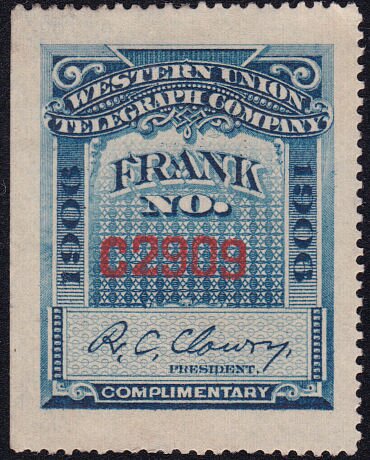 WESTERN UNION
TELEGRAPH COMPANY
FRANK
NO.
1906
1906
C2909
R. C. Clowry.
PRESIDENT.
COMPLIMENTARY